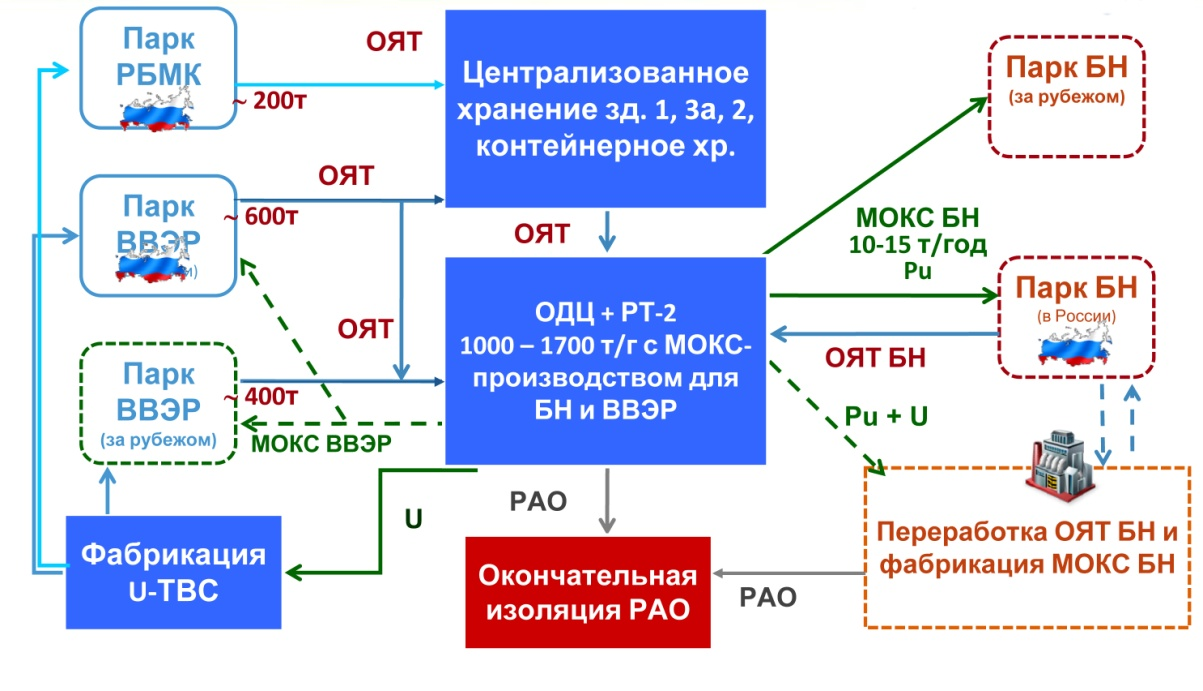 Парк
РБМК
~ 200т
ОЯТ
Централизованное
хранение зд. 1, 3а, 2,
контейнерное хр.
Парк БН
(за рубежом)
Парк
ВВЭР
~ 600т
ОЯТ
ОЯТ
ОЯТ
МОКС БН
10-15 т/год
Pu
ОДЦ + РТ-2
1000 – 1700 т/г с МОКС-
производством для
БН и ВВЭР
Парк БН
(в России)
ОЯТ БН
Парк
ВВЭР
(за рубежом)
~ 400т
МОКС ВВЭР
Pu + U
U
РАО
Фабрикация
U-ТВС
Окончательная
изоляция РАО
РАО
Переработка ОЯТ БН и
фабрикация МОКС БН